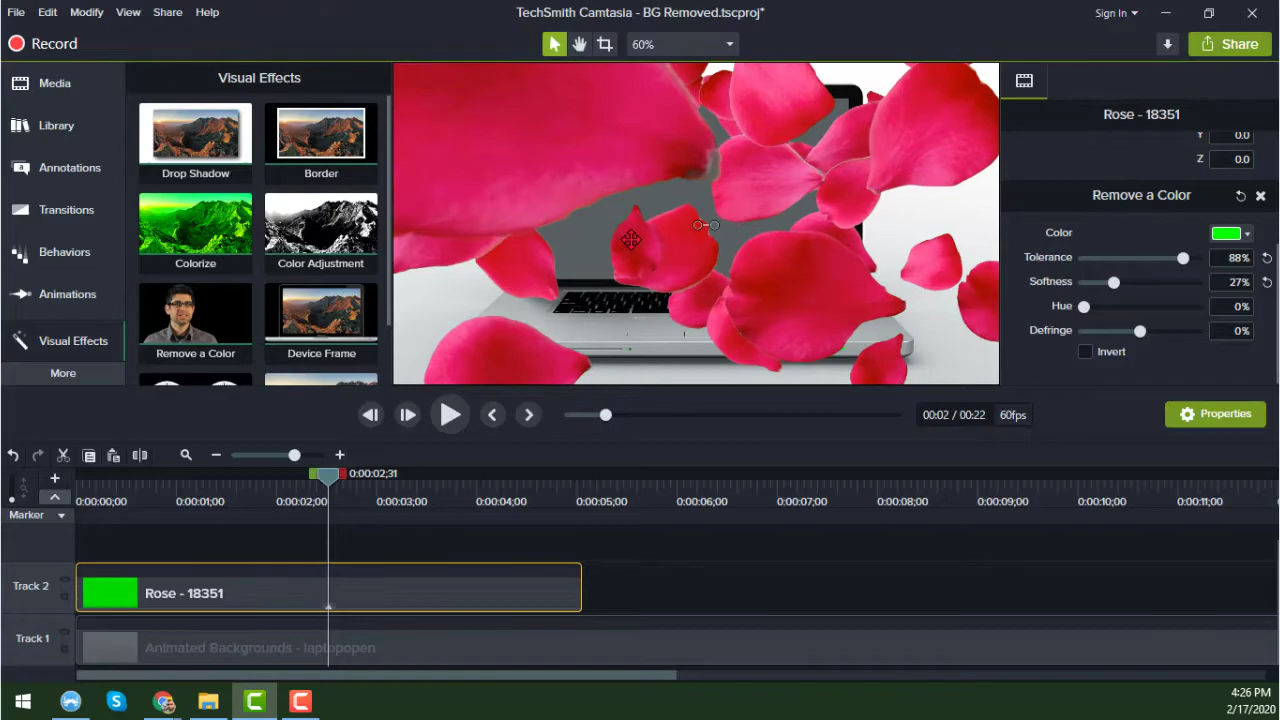 File Edit Modify View Share Help
TechSmith Camtasia - BG Removed.tscproj*
Sign In
Record
60%
Share
Media
Library
Annotations
Transitions
Behaviors
Animations
Visual Effects
More
Visual Effects
Drop Shadow
Border
Colorize
Color Adjustment
Remove a Color
Device Frame
Rose - 18351
Y 0.0
Z 0.0
Remove a Color
Color
Tolerance 88%
Softness 27%
Hue 0%
Defringe 0%
Invert
00:02 / 00:22 60fps
Properties
0:00:02;31
0:00:00;00 0:00:01;00 0:00:02;00 0:00:03;00 0:00:04;00 0:00:05;00 0:00:06;00 0:00:07;00 0:00:08;00 0:00:09;00 0:00:10;00 0:00:11;00
Marker
Track 2
Rose - 18351
Track 1
Animated Backgrounds - laptopopen
4:26 PM
2/17/2020